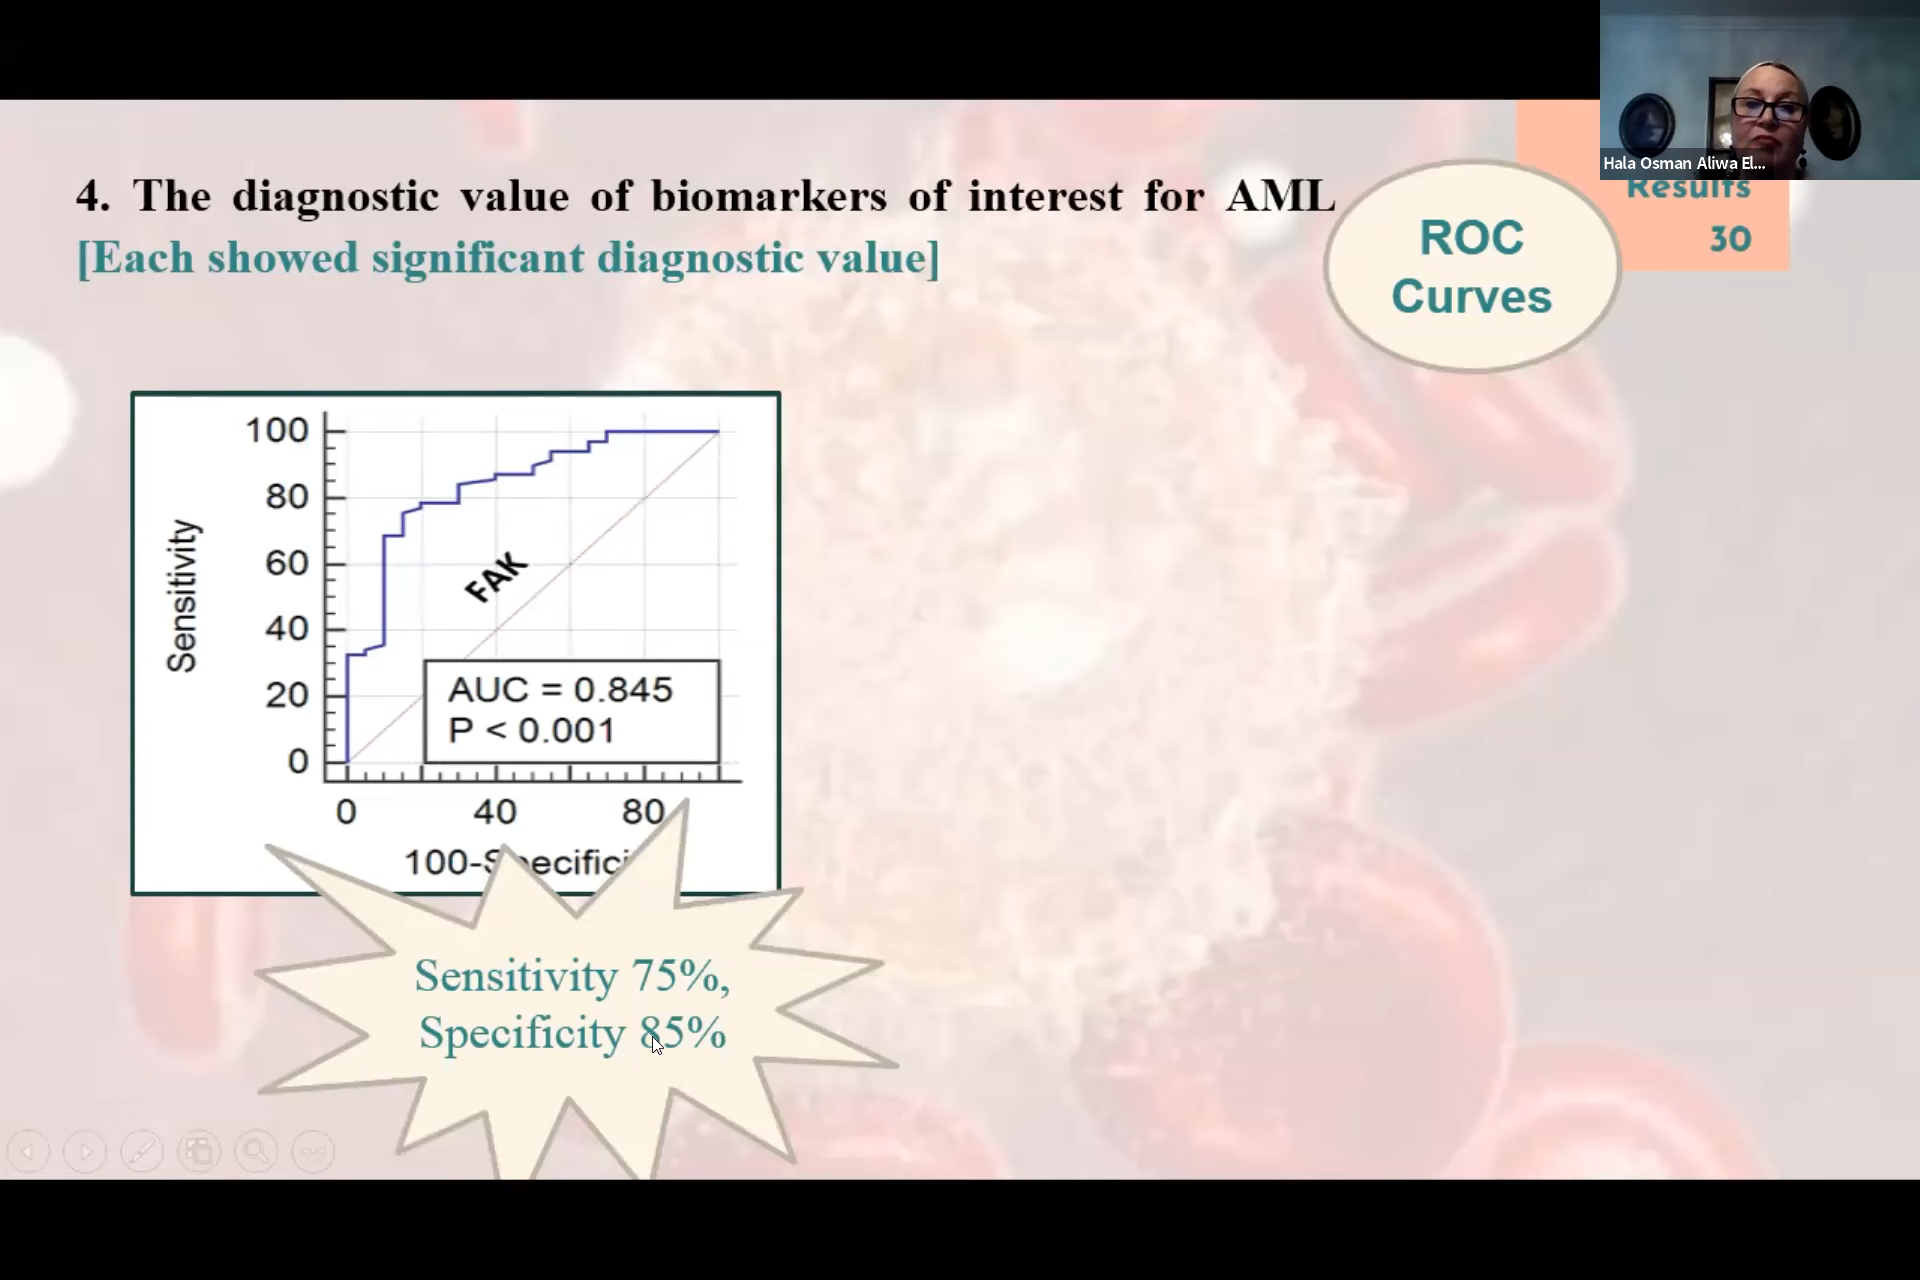 Hala Osman Aliwa El...
Results
30
4. The diagnostic value of biomarkers of interest for AML
[Each showed significant diagnostic value]
ROC
Curves
100
80
60
40
20
0
Sensitivity
FAK
AUC = 0.845
P < 0.001
0 40 80
Sensitivity 75%,
Specificity 85%